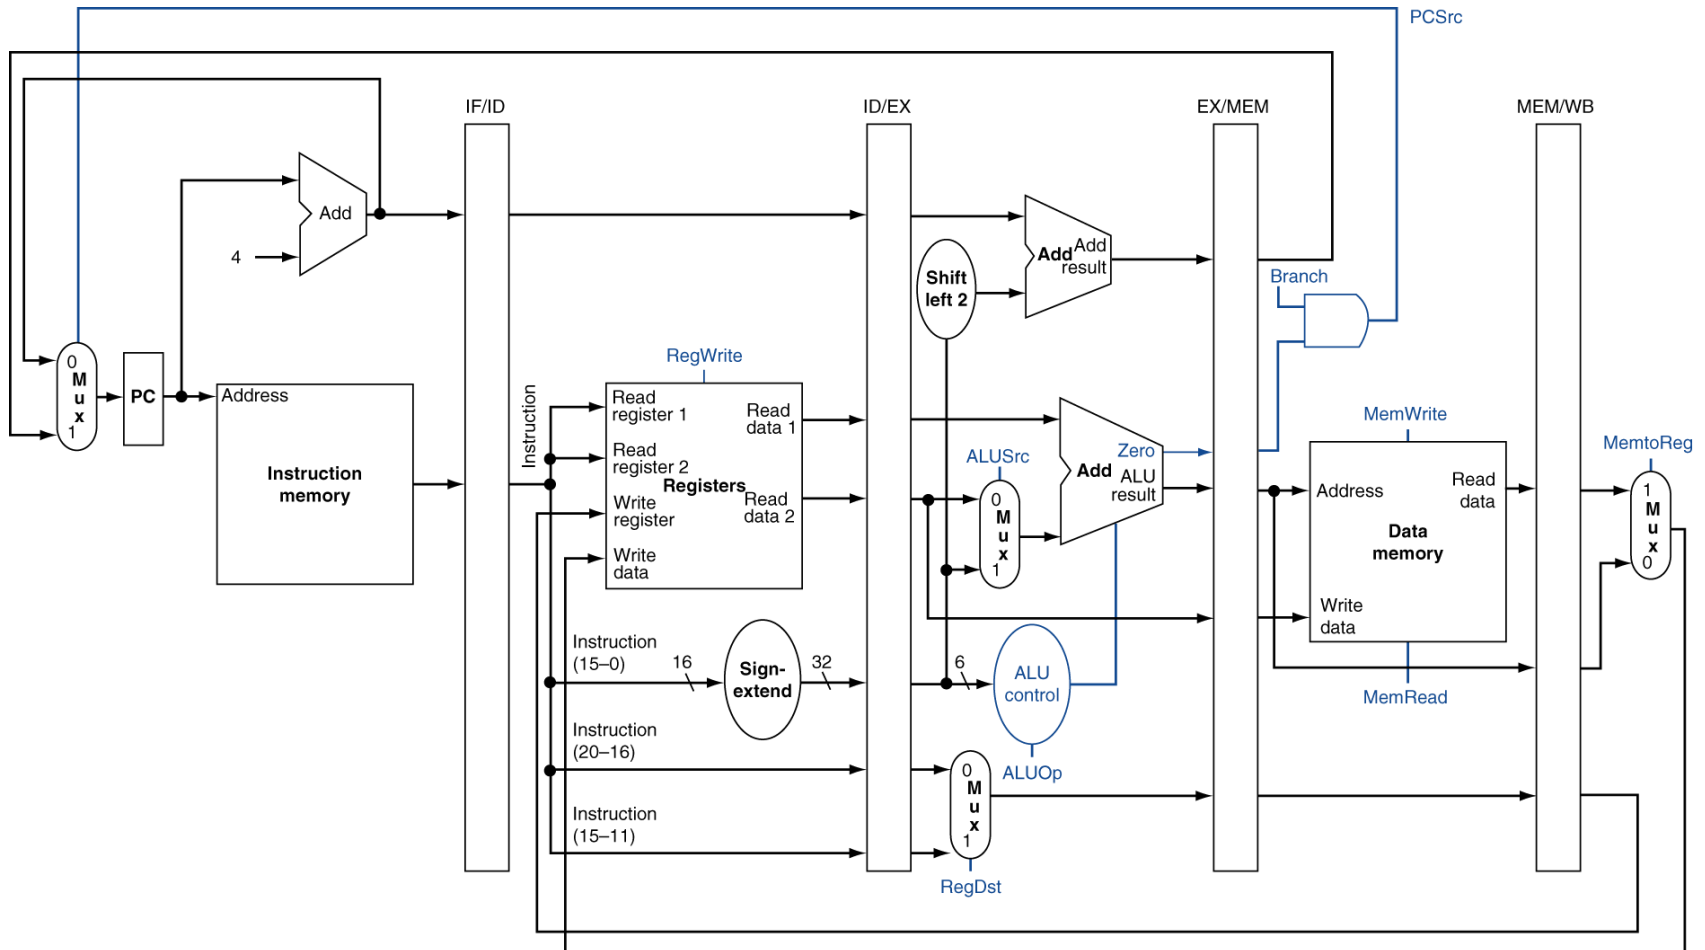 PCSrc
IF/ID
ID/EX
EX/MEM
MEM/WB
Add
4
Add
Add
result
Shift
left 2
Branch
0
M
u
x
1
PC
Address
Instruction
memory
Instruction
RegWrite
Read
register 1
Read
register 2
Write
register
Write
data
Registers
Read
data 1
Read
data 2
ALUSrc
0
M
u
x
1
Zero
Add
ALU
result
MemWrite
Address
Read
data
Data
memory
Write
data
MemRead
MemtoReg
1
M
u
x
0
Instruction
(15–0)
16
Sign-
extend
32
6
ALU
control
ALUOp
Instruction
(20–16)
Instruction
(15–11)
0
M
u
x
1
RegDst